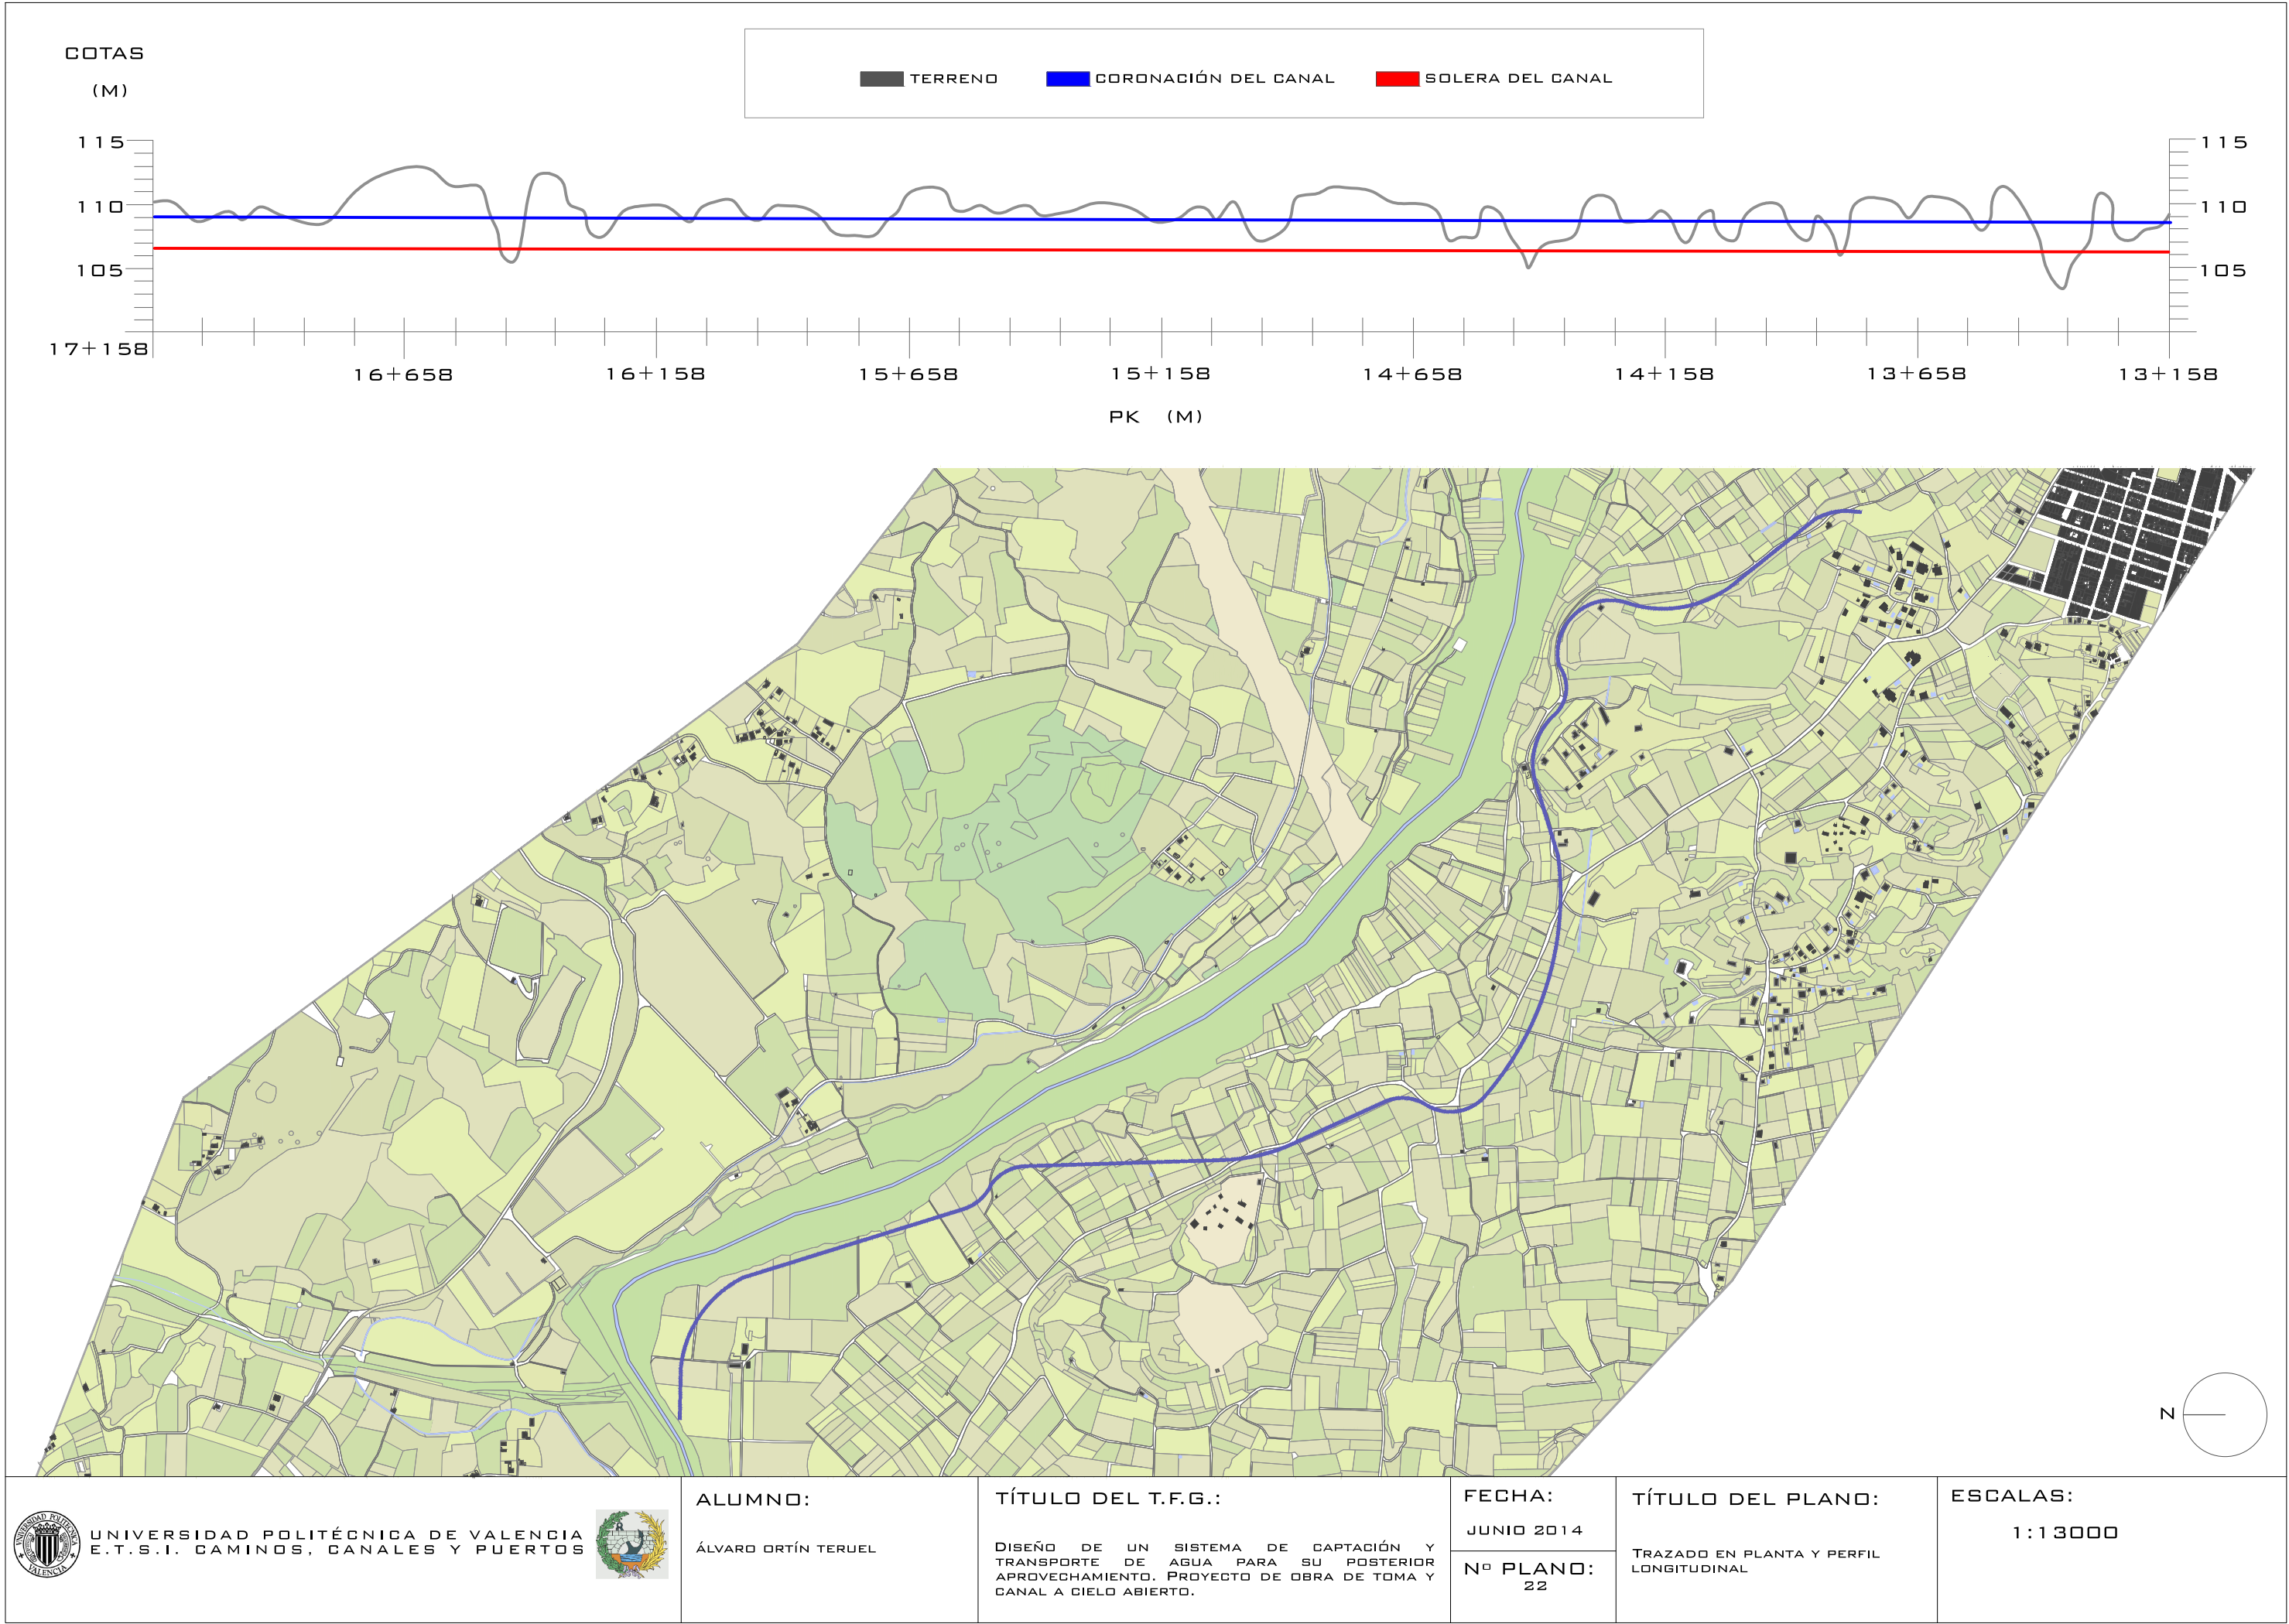 COTAS
(M)
TERRENO
CORONACIÓN DEL CANAL
SOLERA DEL CANAL
115
110
105
115
110
105
17+158
16+658
16+158
15+658
15+158
14+658
14+158
13+658
13+158
PK (M)
N
UNIVERSIDAD POLITÉCNICA DE VALENCIA
E.T.S.I. CAMINOS, CANALES Y PUERTOS
ALUMNO:
ÁLVARO ORTÍN TERUEL
TÍTULO DEL T.F.G.:
DISEÑO DE UN SISTEMA DE CAPTACIÓN Y
TRANSPORTE DE AGUA PARA SU POSTERIOR
APROVECHAMIENTO. PROYECTO DE OBRA DE TOMA Y
CANAL A CIELO ABIERTO.
FECHA:
JUNIO 2014
Nº PLANO:
22
TÍTULO DEL PLANO:
TRAZADO EN PLANTA Y PERFIL
LONGITUDINAL
ESCALAS:
1:13000